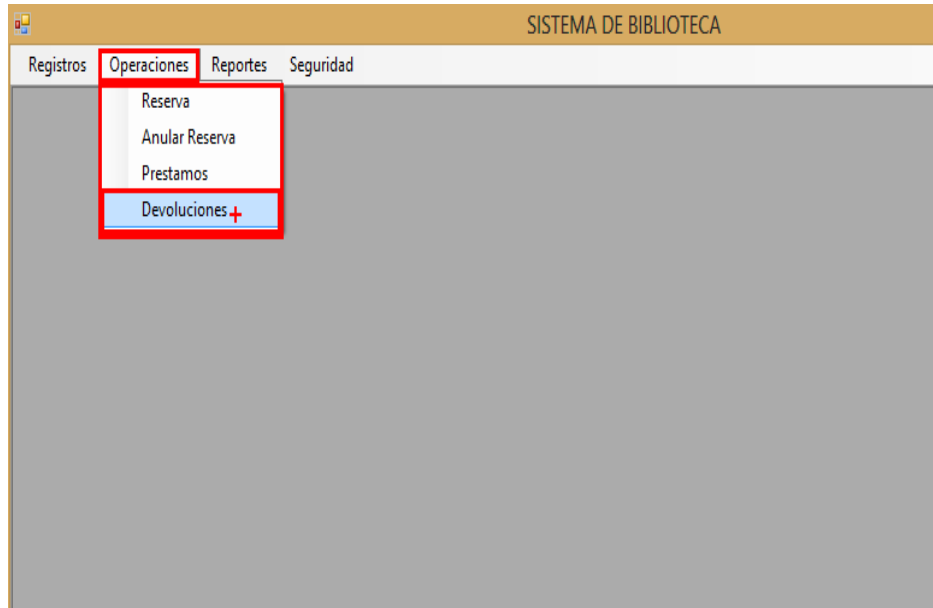 SISTEMA DE BIBLIOTECA
Registros Operaciones Reportes Seguridad
Reserva
Anular Reserva
Prestamos
Devoluciones